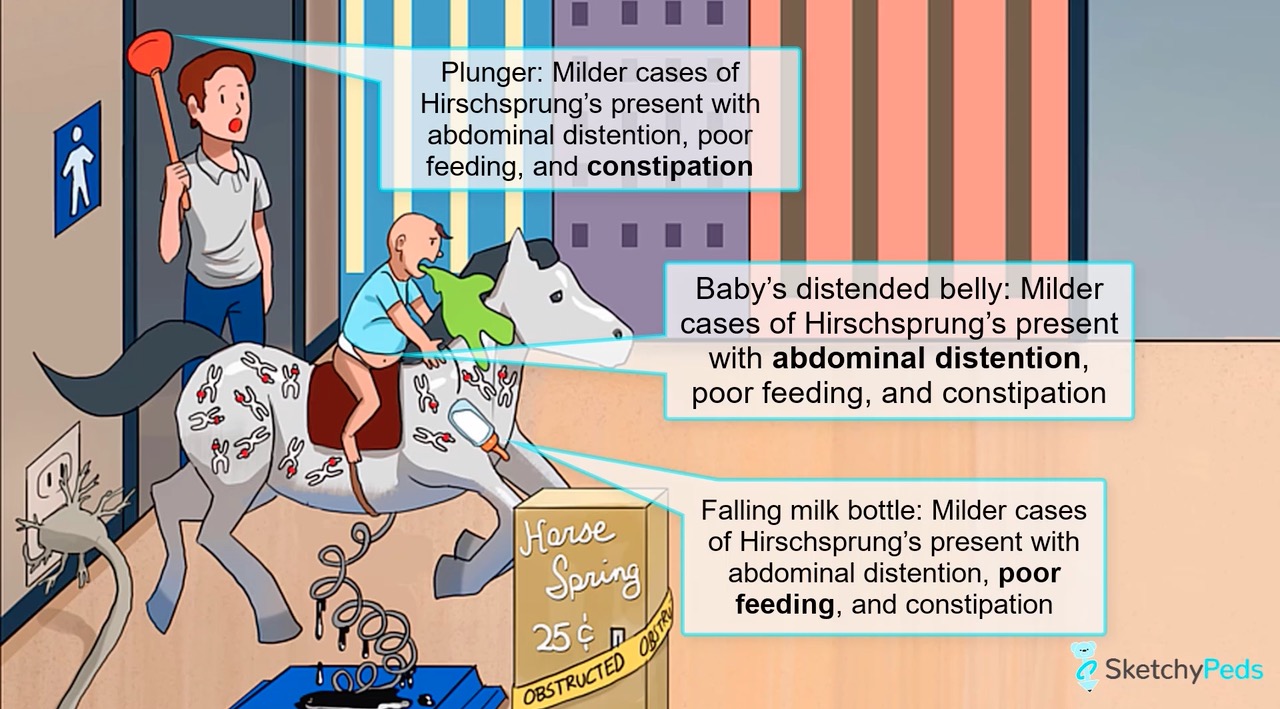 Plunger: Milder cases of
Hirschsprung's present with
abdominal distention, poor
feeding, and constipation
Baby's distended belly: Milder
cases of Hirschsprung's present
with abdominal distention,
poor feeding, and constipation
Falling milk bottle: Milder cases
of Hirschsprung's present with
abdominal distention, poor
feeding, and constipation
Horse
Spring
25¢
OBSTRUCTED OBSTRU
SketchyPeds